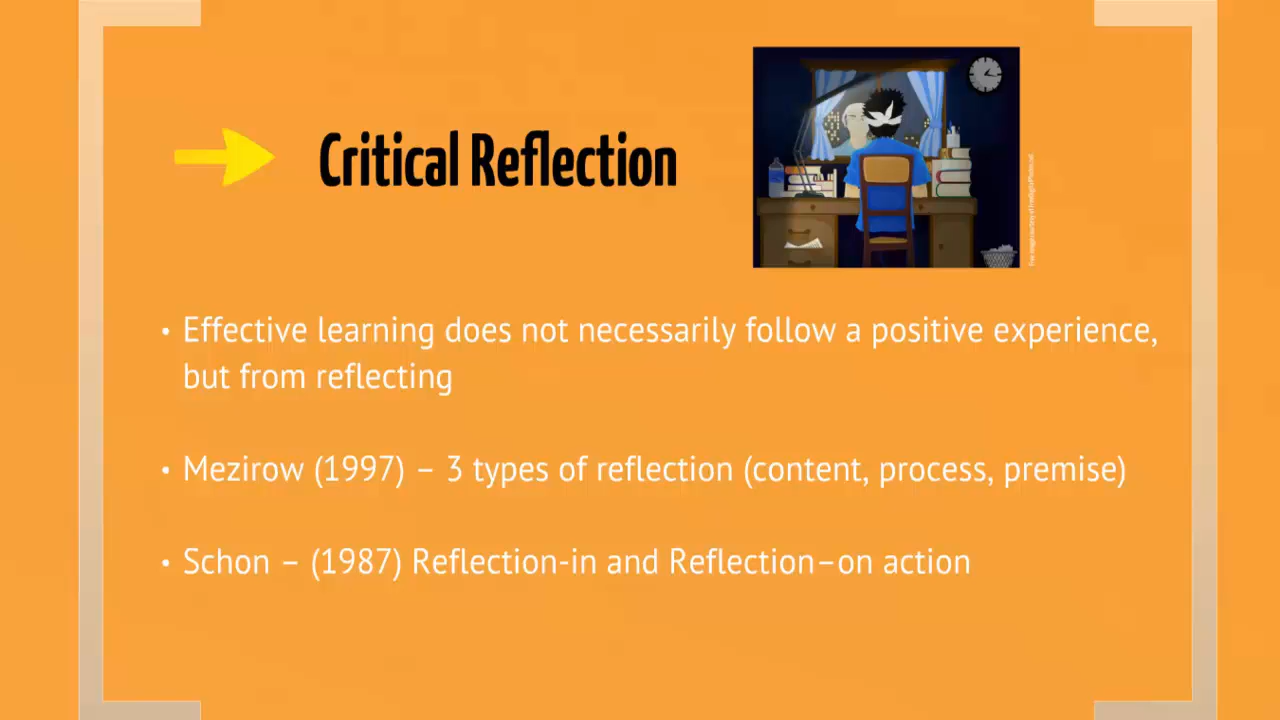 Critical Reflection
• Effective learning does not necessarily follow a positive experience,
but from reflecting
• Mezirow (1997) – 3 types of reflection (content, process, premise)
• Schon – (1987) Reflection-in and Reflection–on action